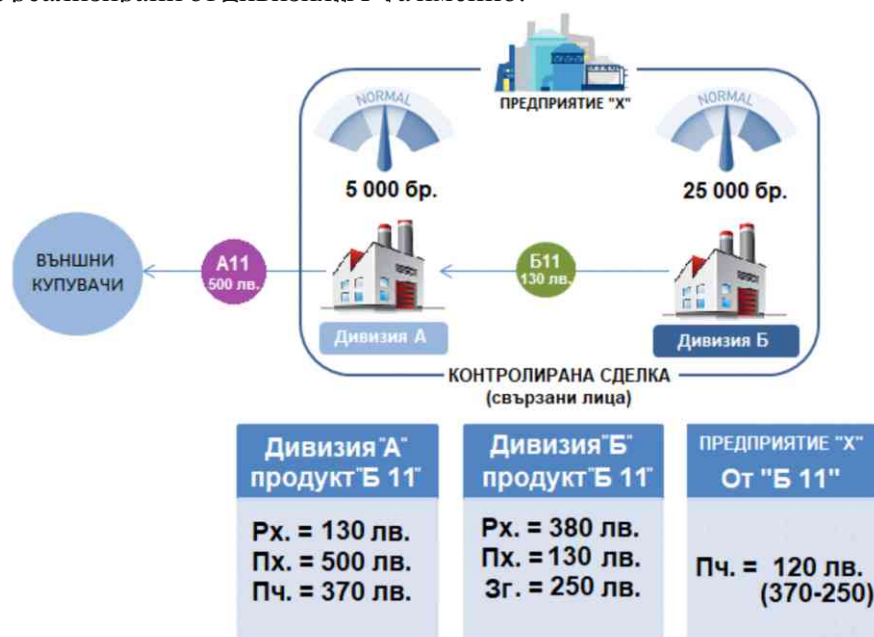 ПРЕДПРИЯТИЕ "X"
NORMAL
NORMAL
5 000 бр.
25 000 бр.
ВЪНШНИ
КУПУВАЧИ
А11
500 лв.
Б11
130 лв.
Дивизия А
Дивизия Б
КОНТРОЛИРАНА СДЕЛКА
(свързани лица)
Дивизия"А"
продукт"Б 11"
Рх. = 130 лв.
Пх. = 500 лв.
Пч. = 370 лв.
Дивизия"Б"
продукт"Б 11"
Рх. = 380 лв.
Пх. =130 лв.
Зг. = 250 лв.
ПРЕДПРИЯТИЕ "X"
От "Б 11"
Пч. = 120 лв.
(370-250)